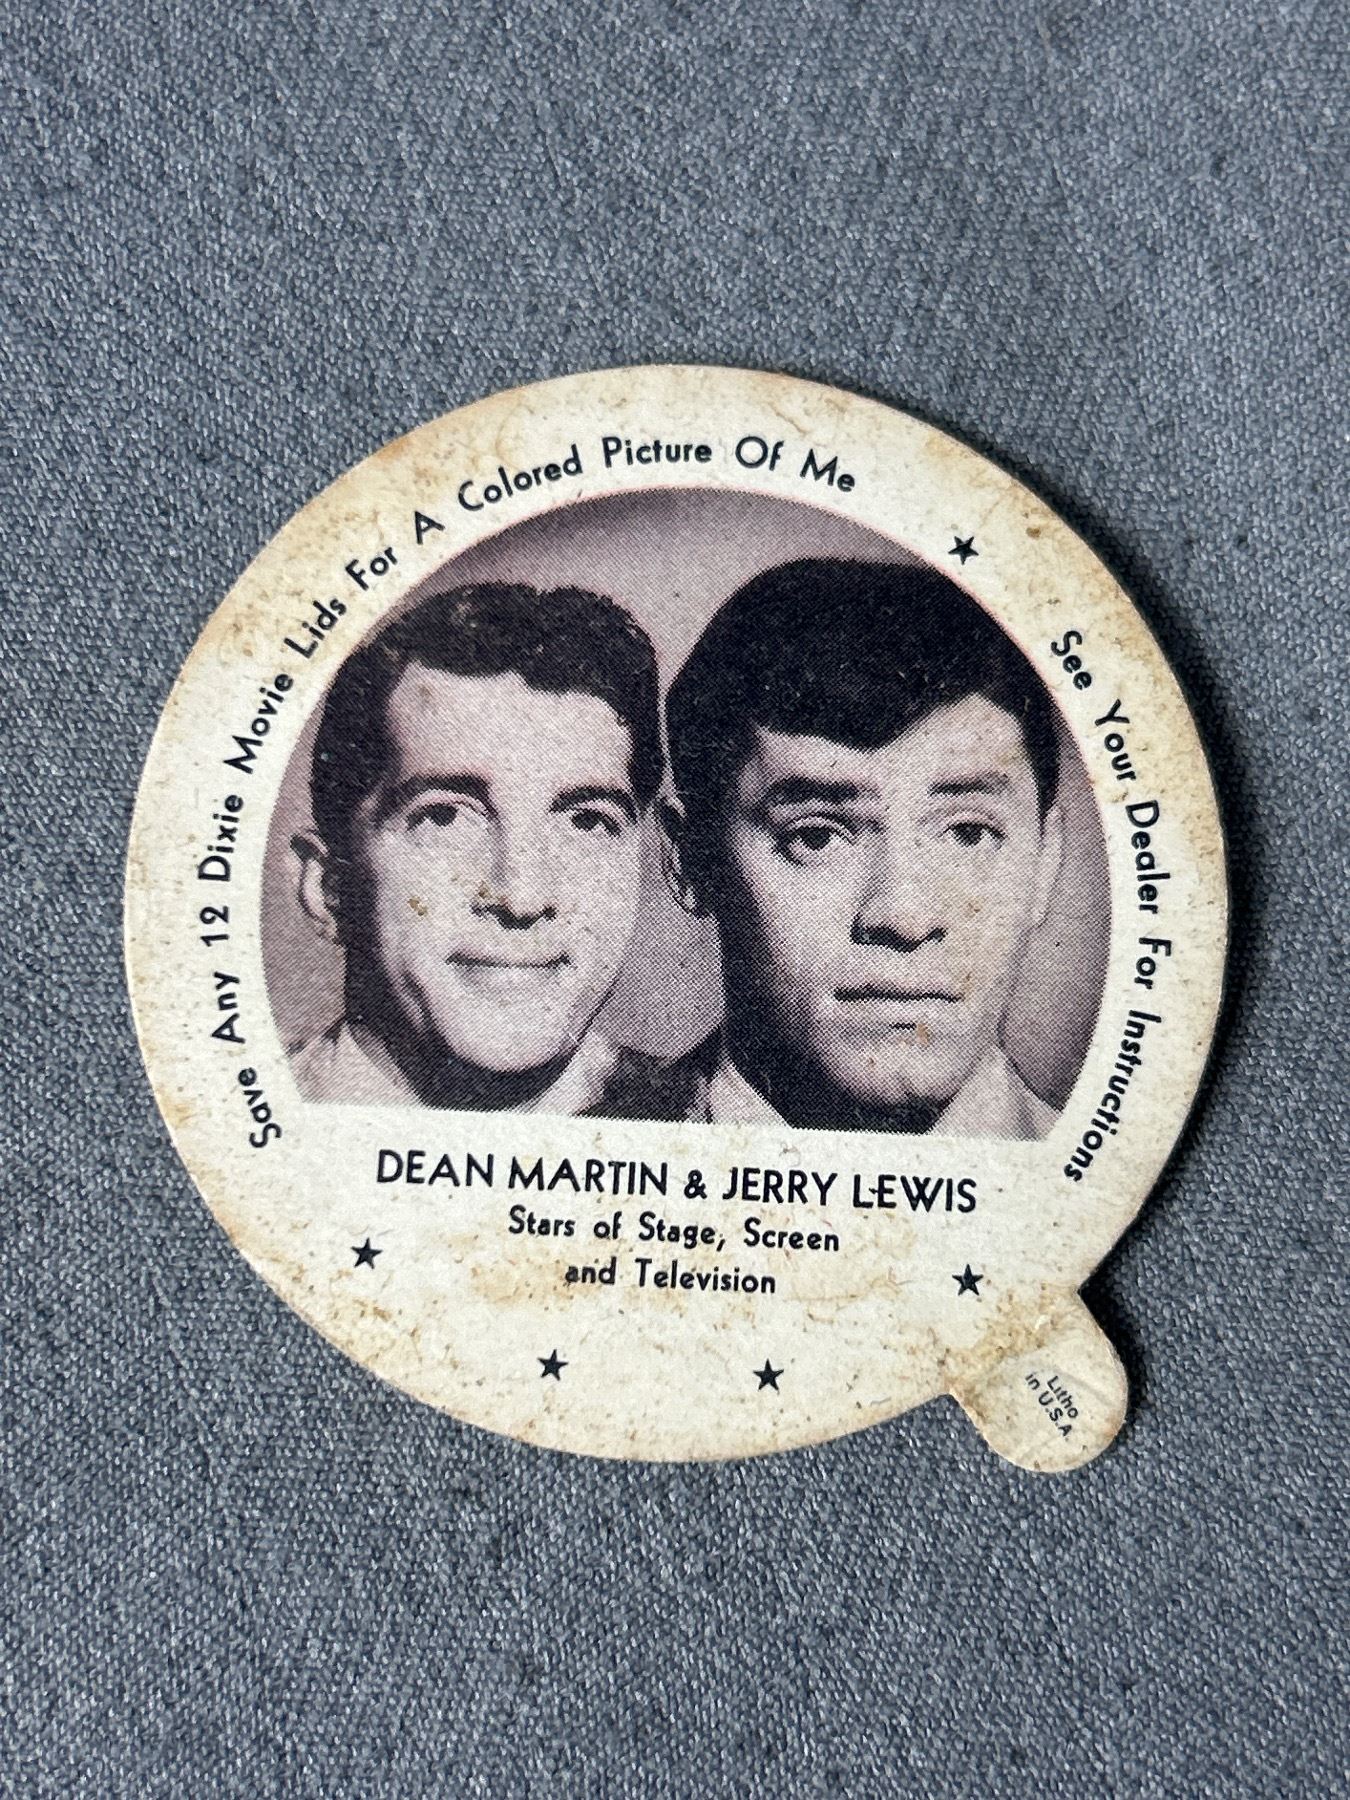 Save Any 12 Dixie Movie Lids For A Colored Picture Of Me
See Your Dealer For Instructions
DEAN MARTIN & JERRY LEWIS
Stars of Stage, Screen
and Television
Litho
in U.S.A.